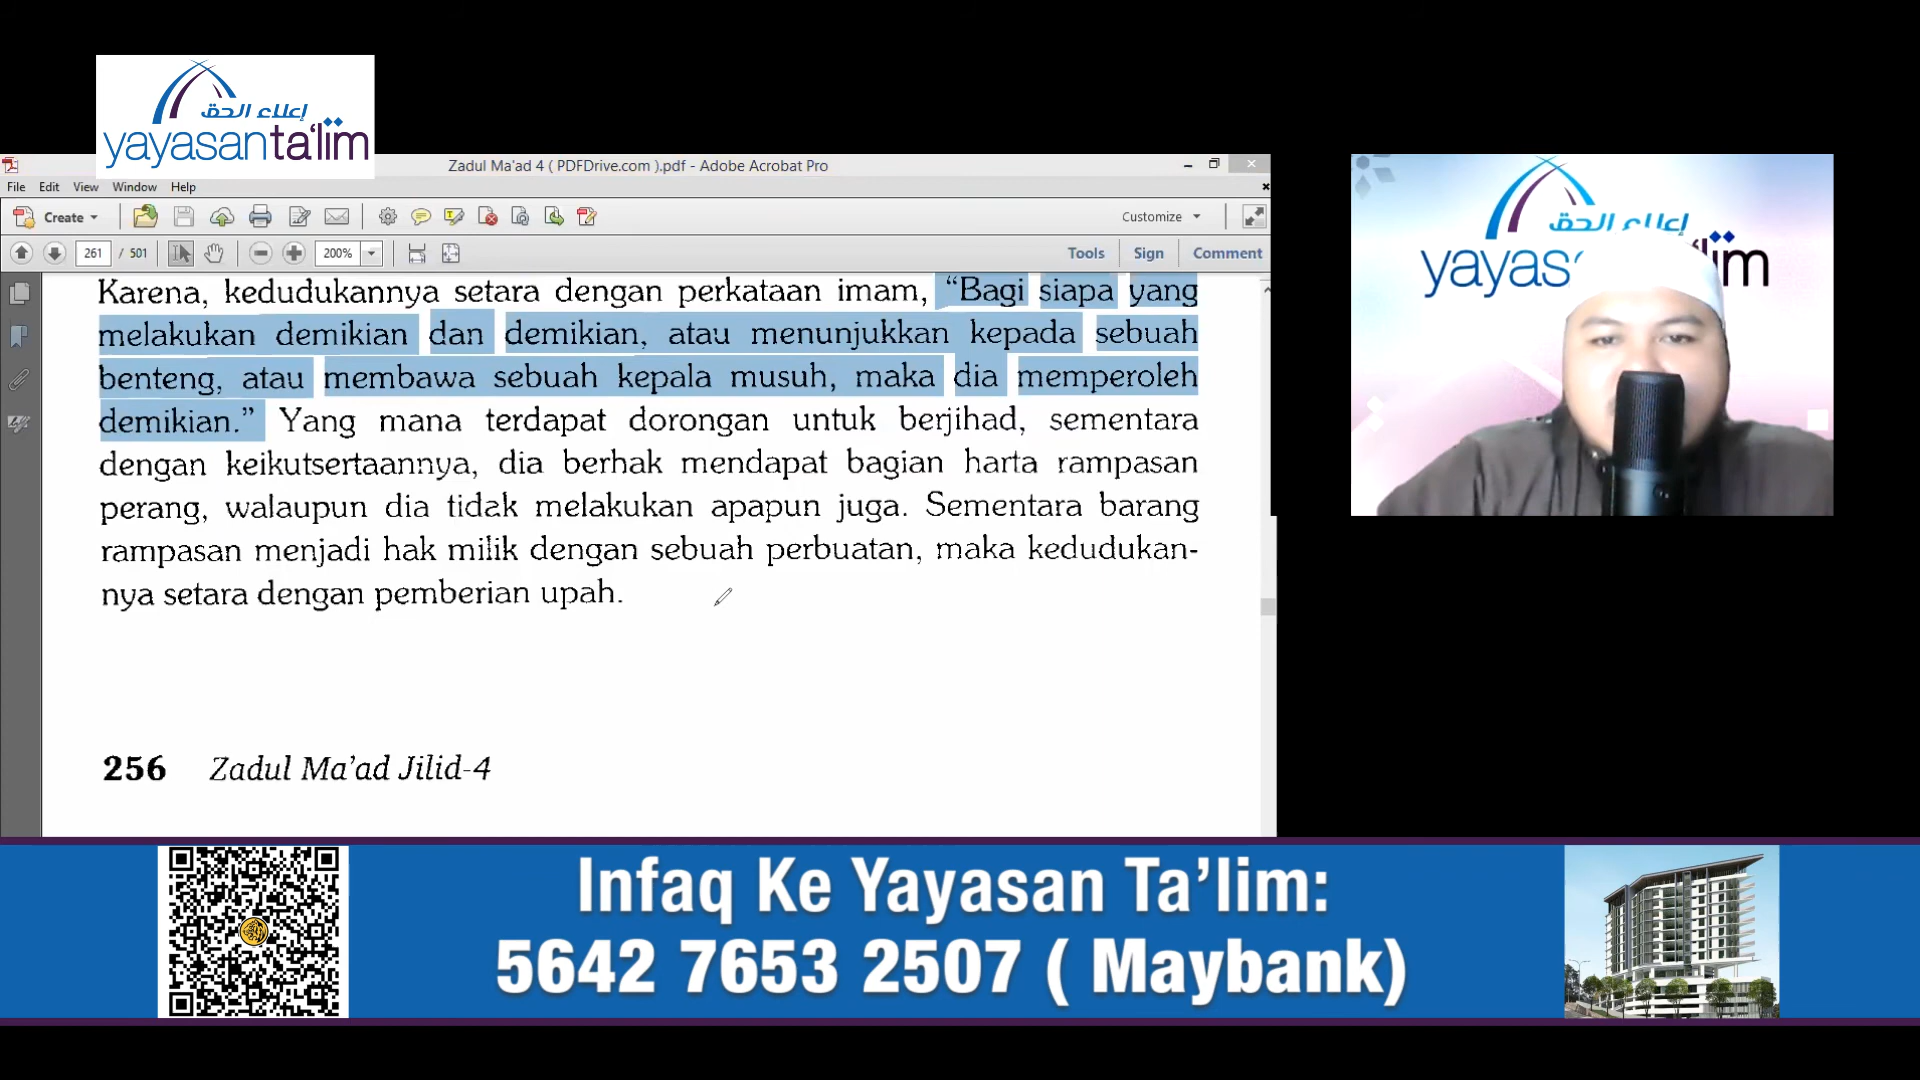 إعلاء الحق
yayasanta'lim
Zadul Ma'ad 4 ( PDFDrive.com ).pdf - Adobe Acrobat Pro
File Edit View Window Help
Create
Customize
261 / 501
200%
Tools Sign Comment
Karena, kedudukannya setara dengan perkataan imam, “Bagi siapa yang
melakukan demikian dan demikian, atau menunjukkan kepada sebuah
benteng, atau membawa sebuah kepala musuh, maka dia memperoleh
demikian.” Yang mana terdapat dorongan untuk berjihad, sementara
dengan keikutsertaannya, dia berhak mendapat bagian harta rampasan
perang, walaupun dia tidak melakukan apapun juga. Sementara barang
rampasan menjadi hak milik dengan sebuah perbuatan, maka kedudukan-
nya setara dengan pemberian upah.
256 Zadul Ma’ad Jilid-4
إعلاء الحق
Infaq Ke Yayasan Ta’lim:
5642 7653 2507 ( Maybank)